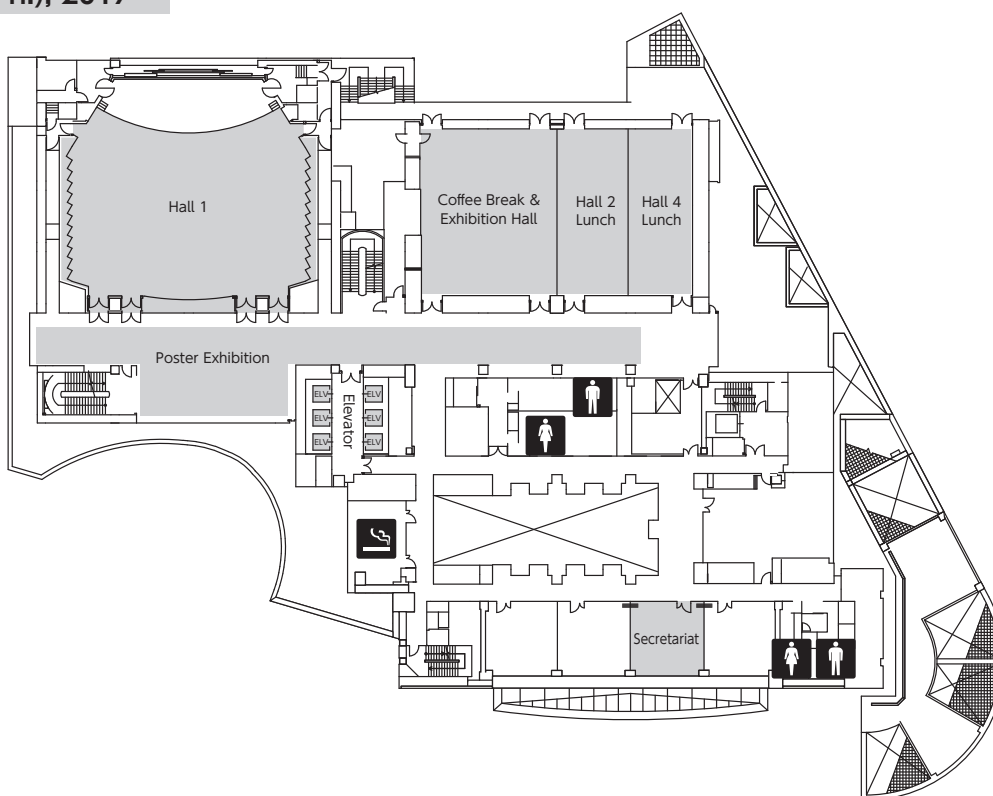 2017
Hall 1
Coffee Break &
Exhibition Hall
Hall 2
Lunch
Hall 4
Lunch
Poster Exhibition
ELV
ELV
Elevator
ELV
ELV
ELV
ELV
Secretariat